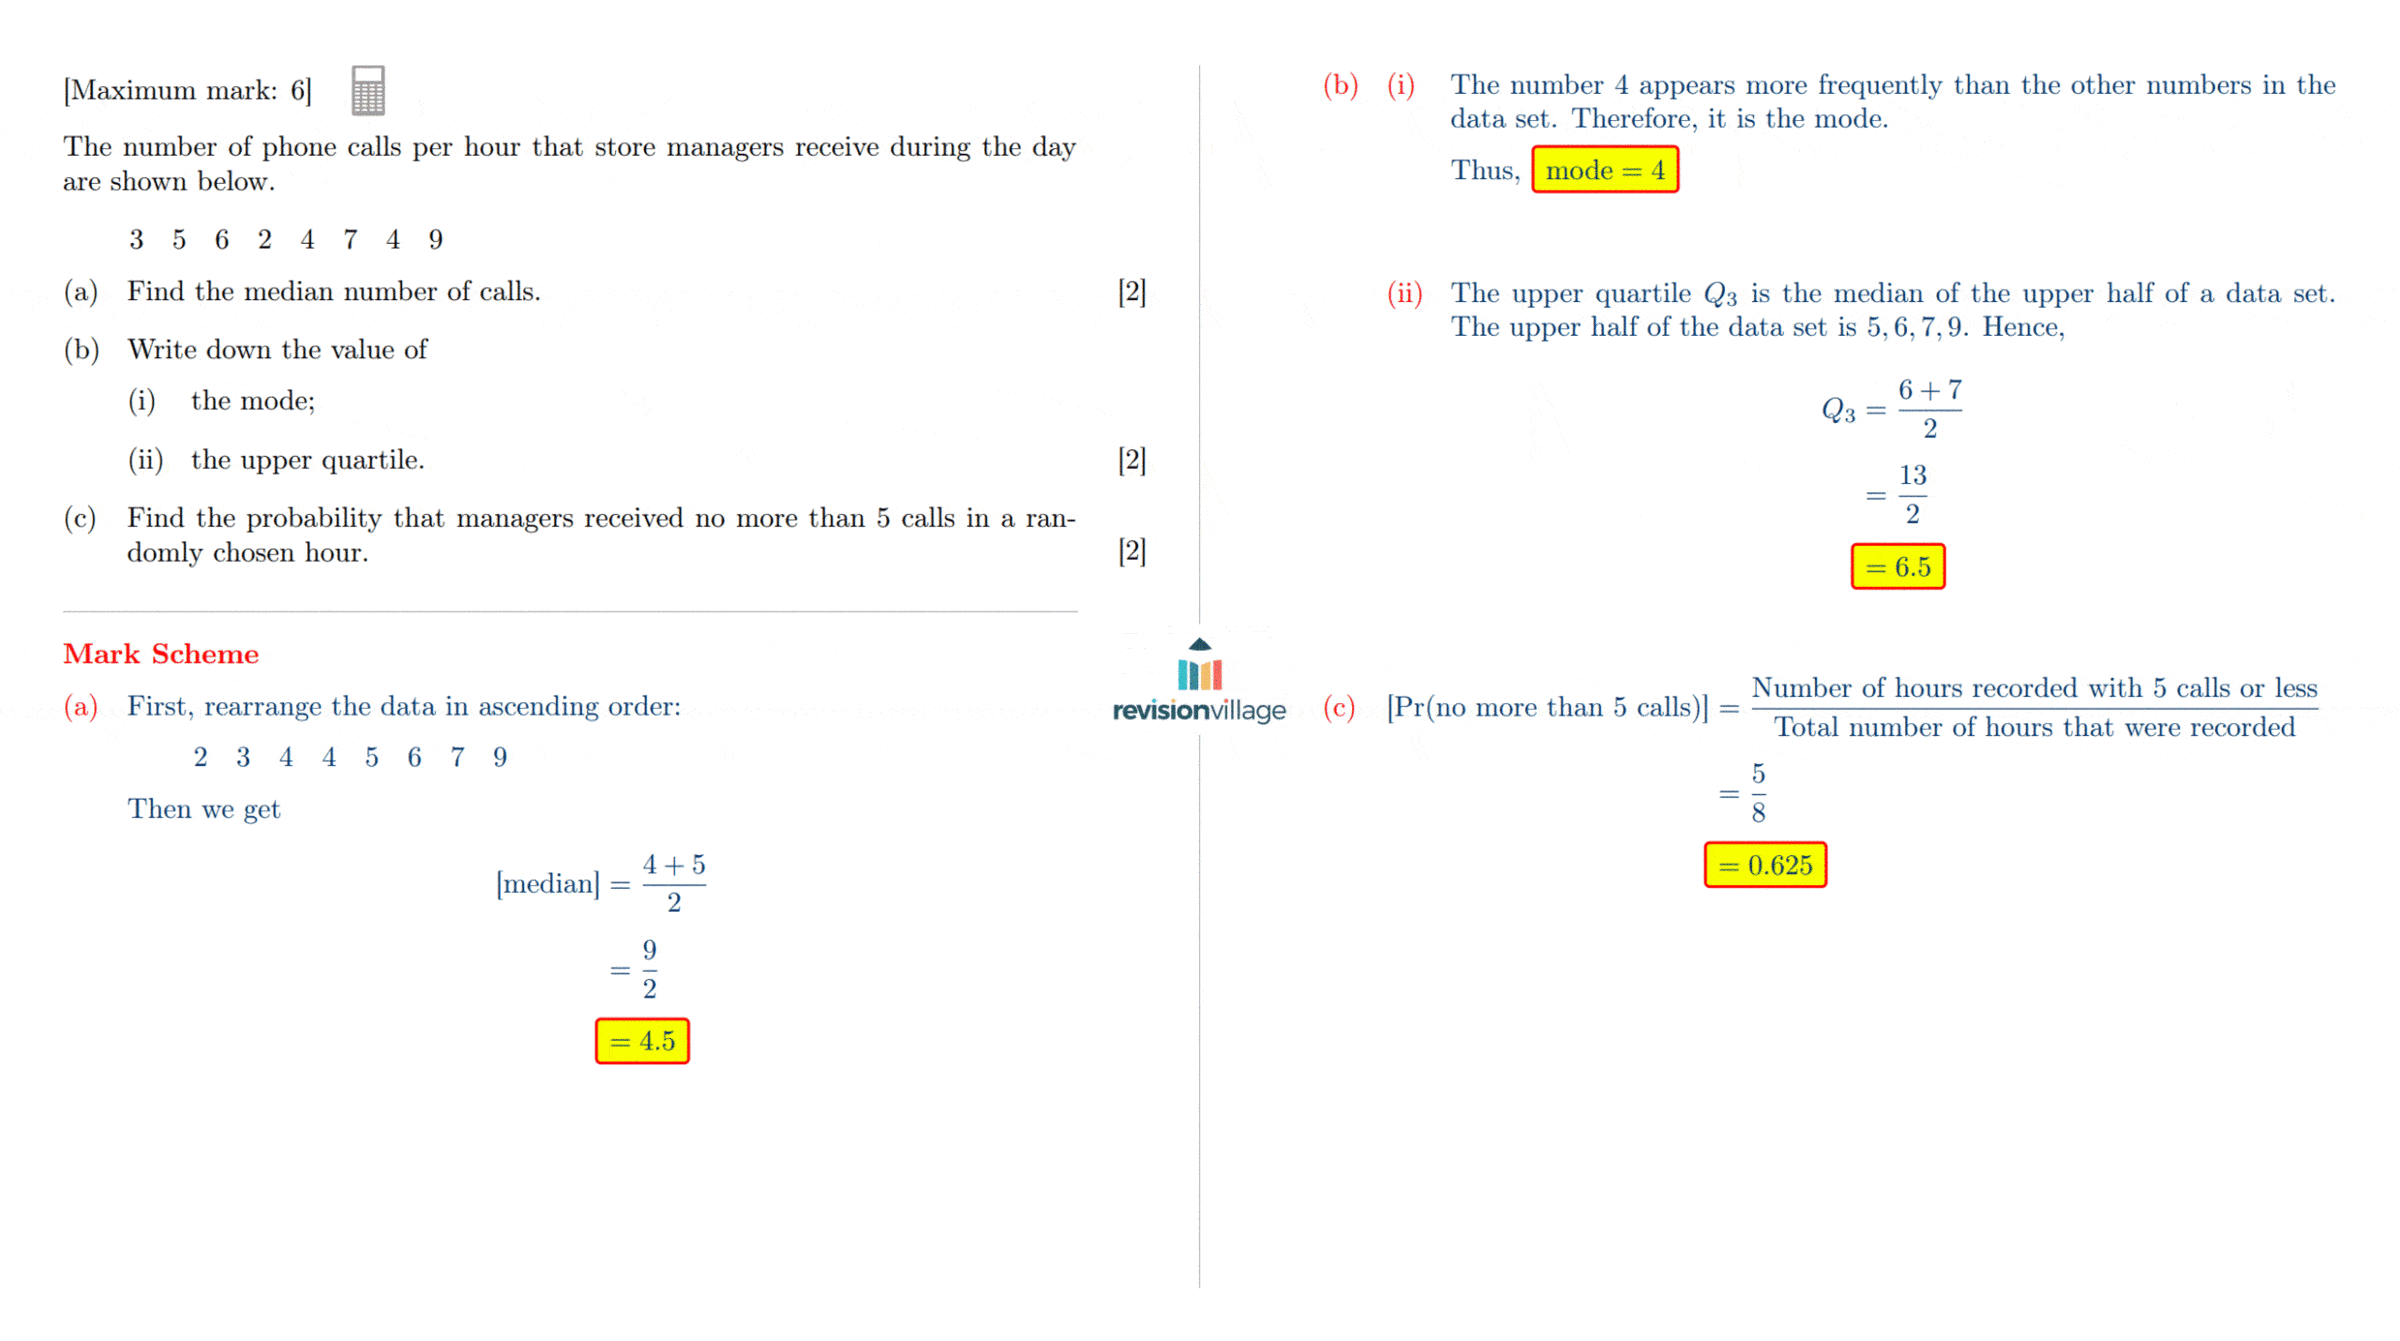 [Maximum mark: 6]
The number of phone calls per hour that store managers receive during the day
are shown below.
3 5 6 2 4 7 4 9
(a) Find the median number of calls. [2]
(b) Write down the value of
(i) the mode;
(ii) the upper quartile. [2]
(c) Find the probability that managers received no more than 5 calls in a ran-
domly chosen hour. [2]
Mark Scheme
(a) First, rearrange the data in ascending order:
2 3 4 4 5 6 7 9
Then we get
[median] = \frac{4 + 5}{2}
= \frac{9}{2}
= 4.5
revisionvillage
(b) (i) The number 4 appears more frequently than the other numbers in the
data set. Therefore, it is the mode.
Thus, mode = 4
(ii) The upper quartile Q₃ is the median of the upper half of a data set.
The upper half of the data set is 5, 6, 7, 9. Hence,
Q₃ = \frac{6 + 7}{2}
= \frac{13}{2}
= 6.5
(c) [Pr(no more than 5 calls)] = \frac{Number of hours recorded with 5 calls or less}{Total number of hours that were recorded}
= \frac{5}{8}
= 0.625